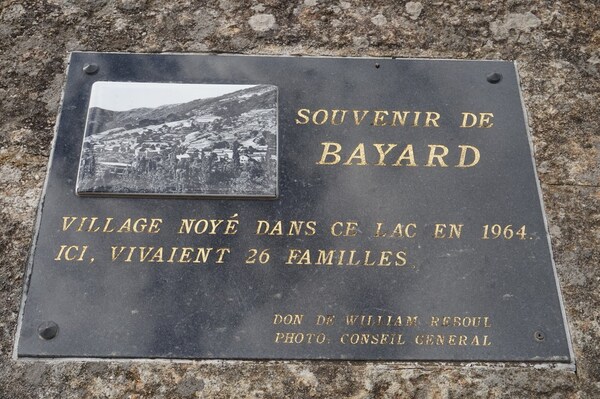 SOUVENIR DE
BAYARD
VILLAGE NOYÉ DANS CE LAC EN 1964.
ICI, VIVAIENT 26 FAMILLES
DON DE WILLIAM REBOUL
PHOTO: CONSEIL GENERAL